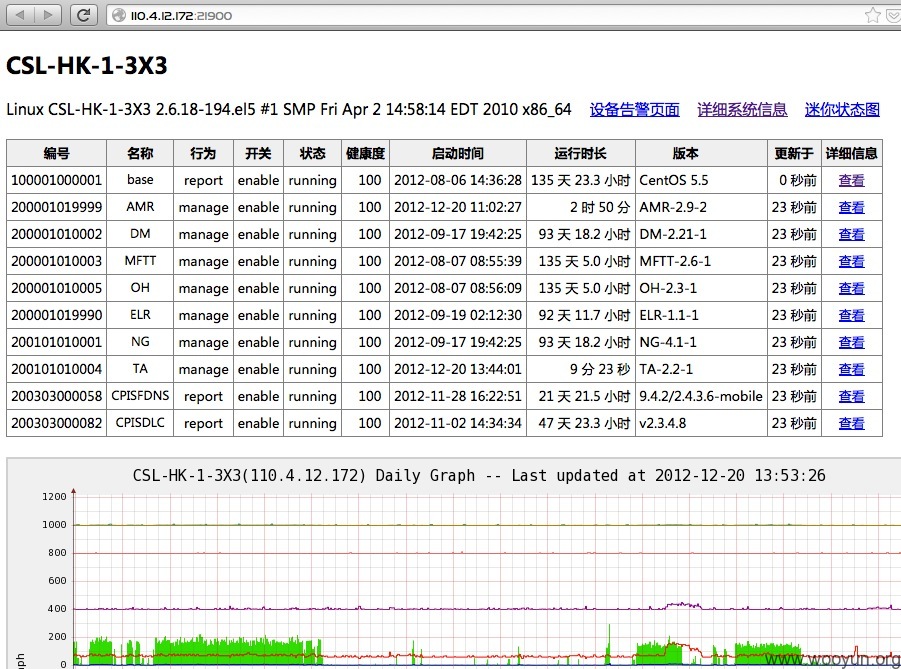 110.4.12.172:21900
CSL-HK-1-3X3
Linux CSL-HK-1-3X3 2.6.18-194.el5 #1 SMP Fri Apr 2 14:58:14 EDT 2010 x86_64 设备告警页面 详细系统信息 迷你状态图
编号 名称 行为 开关 状态 健康度 启动时间 运行时长 版本 更新于 详细信息
100001000001 base report enable running 100 2012-08-06 14:36:28 135 天 23.3 小时 CentOS 5.5 0 秒前 查看
200001019999 AMR manage enable running 100 2012-12-20 11:02:27 2 时 50 分 AMR-2.9-2 23 秒前 查看
200001010002 DM manage enable running 100 2012-09-17 19:42:25 93 天 18.2 小时 DM-2.21-1 23 秒前 查看
200001010003 MFTT manage enable running 100 2012-08-07 08:55:39 135 天 5.0 小时 MFTT-2.6-1 23 秒前 查看
200001010005 OH manage enable running 100 2012-08-07 08:56:09 135 天 5.0 小时 OH-2.3-1 23 秒前 查看
200001019990 ELR manage enable running 100 2012-09-19 02:12:30 92 天 11.7 小时 ELR-1.1-1 23 秒前 查看
200101010001 NG manage enable running 100 2012-09-17 19:42:25 93 天 18.2 小时 NG-4.1-1 23 秒前 查看
200101010004 TA manage enable running 100 2012-12-20 13:44:01 9 分 23 秒 TA-2.2-1 23 秒前 查看
200303000058 CPISFDNS report enable running 100 2012-11-28 16:22:51 21 天 21.5 小时 9.4.2/2.4.3.6-mobile 23 秒前 查看
200303000082 CPISDLC report enable running 100 2012-11-02 14:34:34 47 天 23.3 小时 v2.3.4.8 23 秒前 查看
CSL-HK-1-3X3(110.4.12.172) Daily Graph -- Last updated at 2012-12-20 13:53:26
1200
1000
800
600
400
200
0
www.wooyun.org